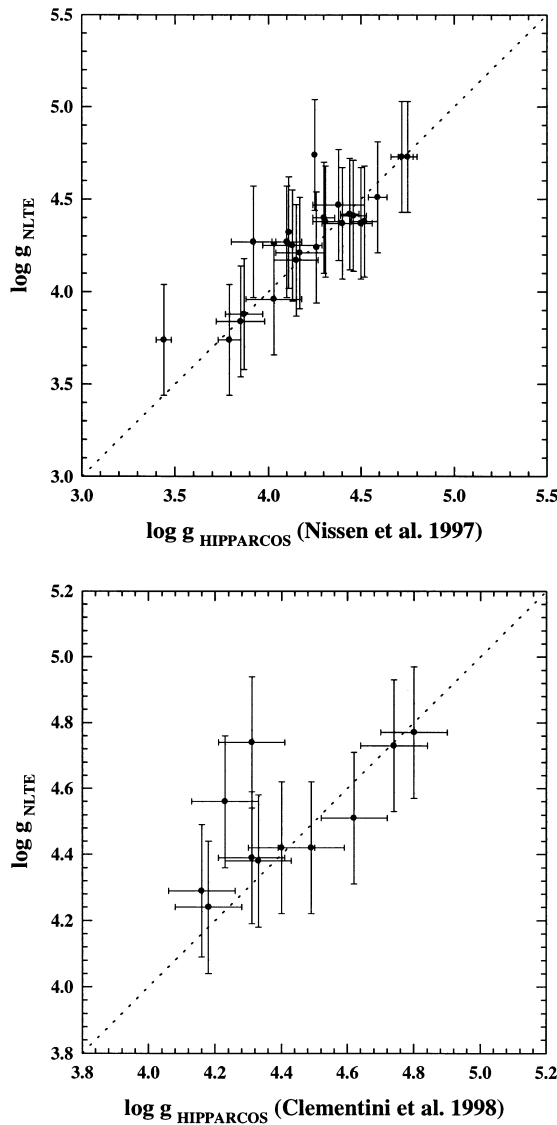 5.5
5.0
4.5
4.0
3.5
3.0
log g NLTE
3.0 3.5 4.0 4.5 5.0 5.5
log g HIPPARCOS (Nissen et al. 1997)
5.2
5.0
4.8
4.6
4.4
4.2
4.0
3.8
log g NLTE
3.8 4.0 4.2 4.4 4.6 4.8 5.0 5.2
log g HIPPARCOS (Clementini et al. 1998)